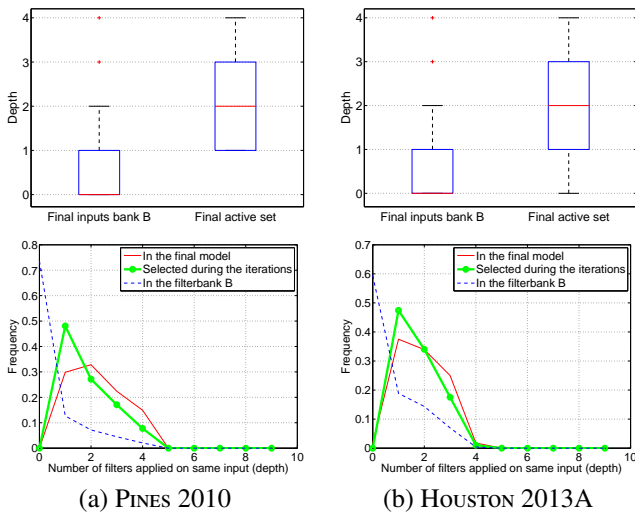 4
3
2
1
0
Depth
Final inputs bank B
Final active set
4
3
2
1
0
Depth
Final inputs bank B
Final active set
0.8
0.7
0.6
0.5
0.4
0.3
0.2
0.1
0
Frequency
In the final model
Selected during the iterations
In the filterbank B
0 2 4 6 8 10
Number of filters applied on same input (depth)
0.7
0.6
0.5
0.4
0.3
0.2
0.1
0
Frequency
In the final model
Selected during the iterations
In the filterbank B
0 2 4 6 8 10
Number of filters applied on same input (depth)
(a) PINES 2010
(b) HOUSTON 2013A